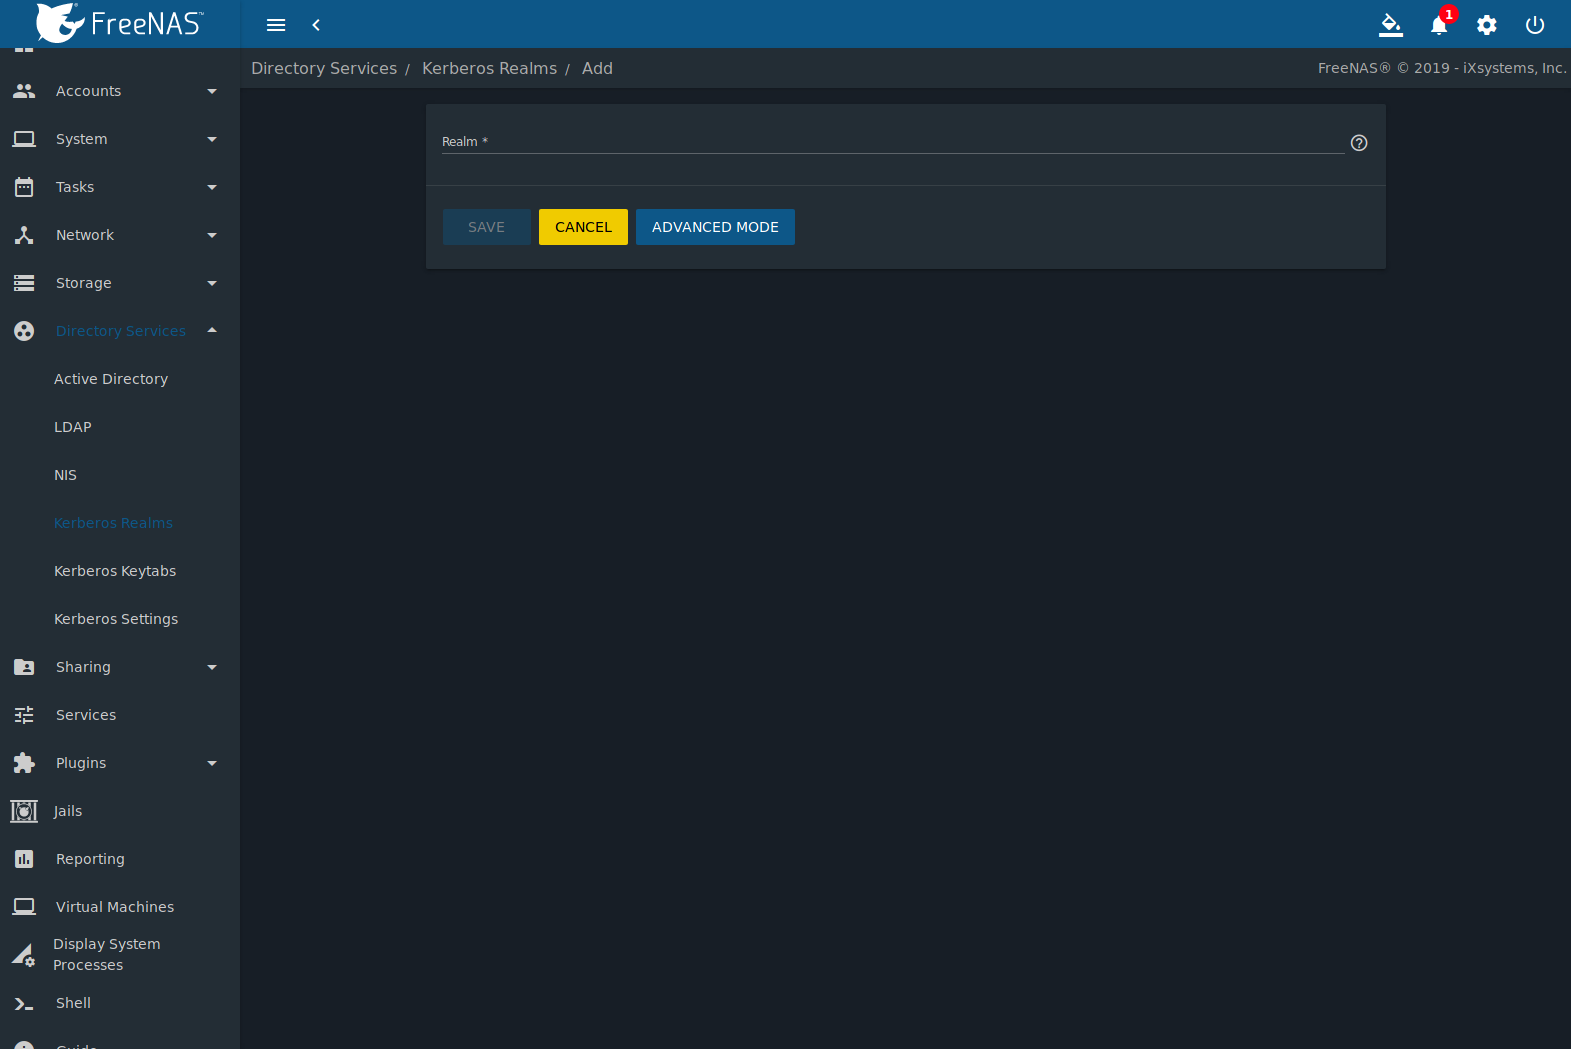 FreeNAS™
1
Directory Services / Kerberos Realms / Add
FreeNAS® © 2019 - iXsystems, Inc.
Accounts
System
Tasks
Network
Storage
Directory Services
Active Directory
LDAP
NIS
Kerberos Realms
Kerberos Keytabs
Kerberos Settings
Sharing
Services
Plugins
Jails
Reporting
Virtual Machines
Display System
Processes
Shell
Guide
Realm *
SAVE
CANCEL
ADVANCED MODE